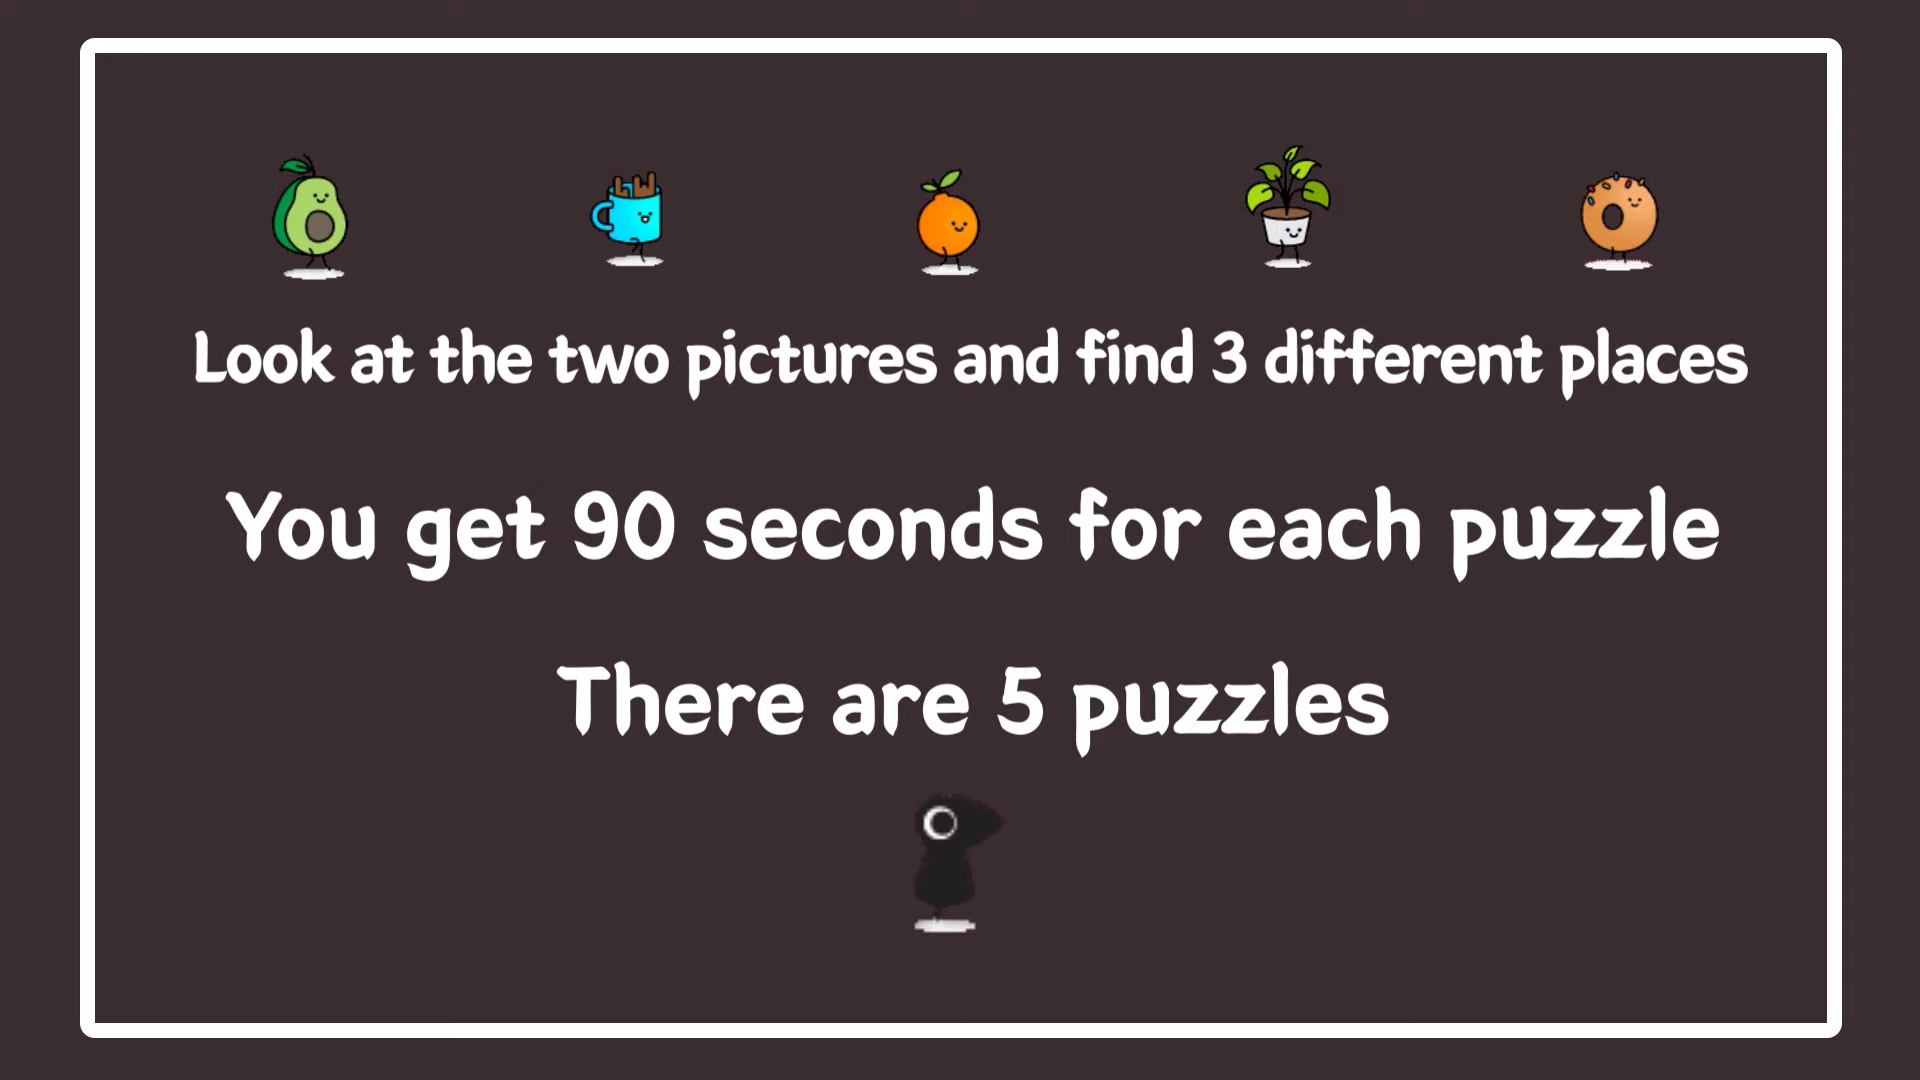 Look at the two pictures and find 3 different places
You get 90 seconds for each puzzle
There are 5 puzzles